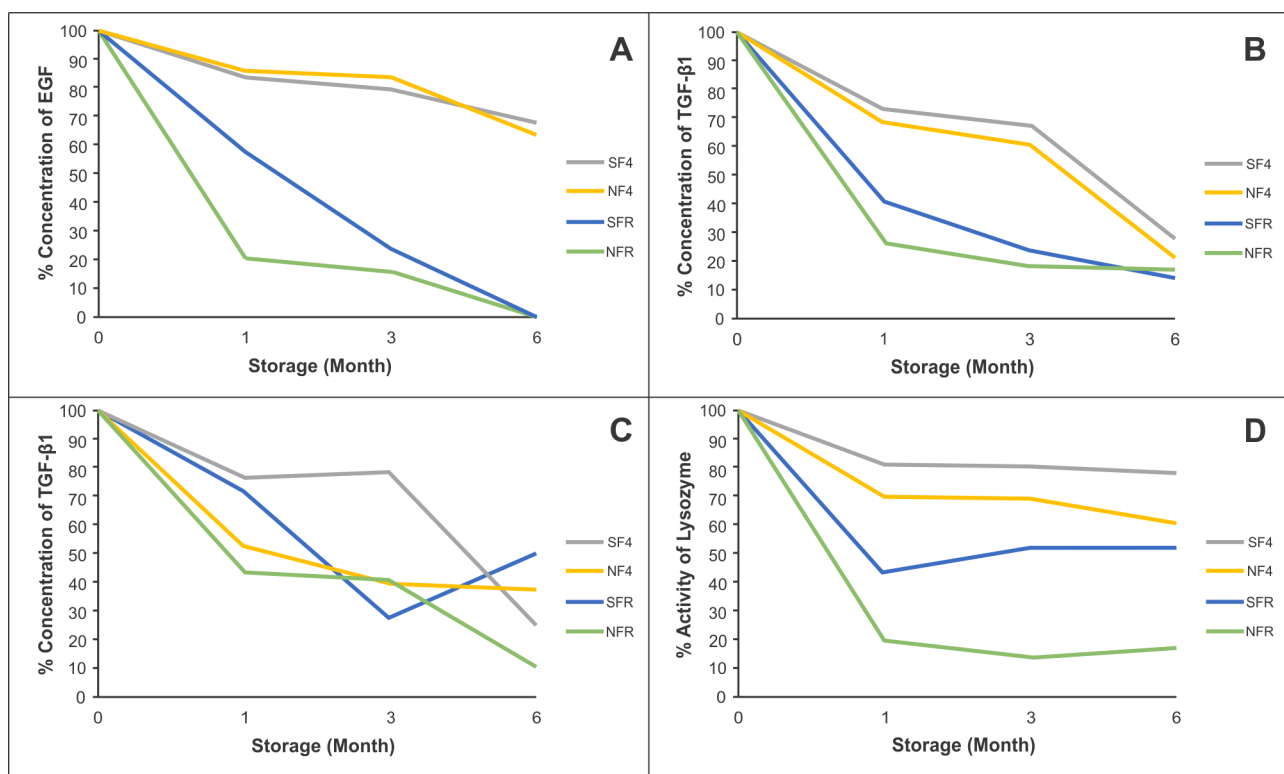 A
% Concentration of EGF
100
90
80
70
60
50
40
30
20
10
0
0 1 3 6
Storage (Month)
SF4
NF4
SFR
NFR
B
% Concentration of TGF-β1
100
90
80
70
60
50
40
30
20
10
0
0 1 3 6
Storage (Month)
SF4
NF4
SFR
NFR
C
% Concentration of TGF-β1
100
90
80
70
60
50
40
30
20
10
0
0 1 3 6
Storage (Month)
SF4
NF4
SFR
NFR
D
% Activity of Lysozyme
100
90
80
70
60
50
40
30
20
10
0
0 1 3 6
Storage (Month)
SF4
NF4
SFR
NFR